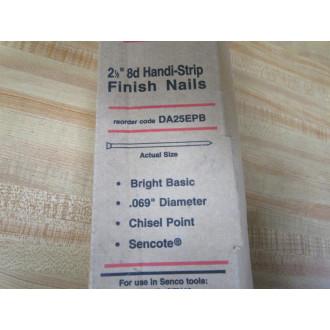 2½" 8d Handi-Strip
Finish Nails
reorder code DA25EPB
Actual Size
• Bright Basic
• .069" Diameter
• Chisel Point
• Sencote®
For use in Senco tools: